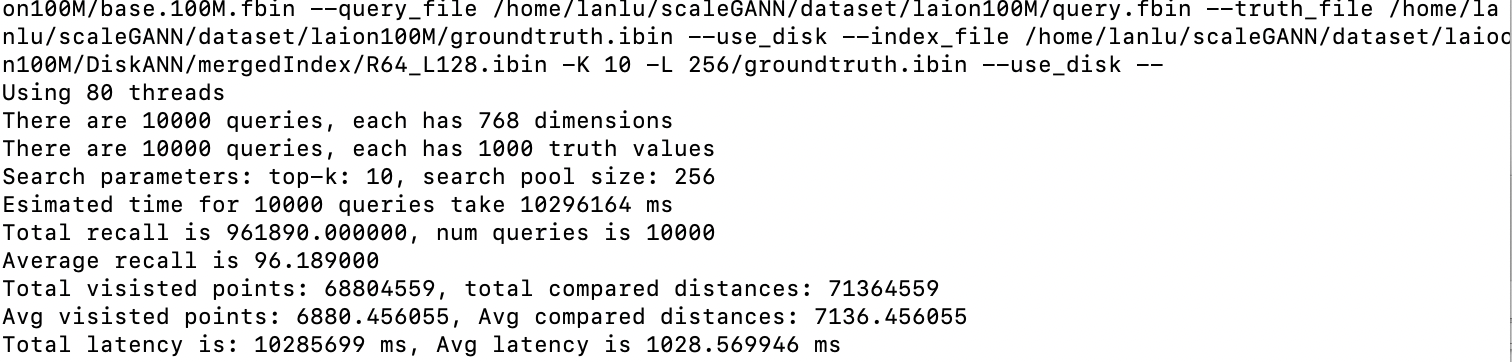 on100M/base.100M.fbin --query_file /home/lanlu/scaleGANN/dataset/laion100M/query.fbin --truth_file /home/la
nlu/scaleGANN/dataset/laion100M/groundtruth.ibin --use_disk --index_file /home/lanlu/scaleGANN/dataset/laioc
n100M/DiskANN/mergedIndex/R64_L128.ibin -K 10 -L 256/groundtruth.ibin --use_disk --
Using 80 threads
There are 10000 queries, each has 768 dimensions
There are 10000 queries, each has 1000 truth values
Search parameters: top-k: 10, search pool size: 256
Esimated time for 10000 queries take 10296164 ms
Total recall is 961890.000000, num queries is 10000
Average recall is 96.189000
Total visisted points: 68804559, total compared distances: 71364559
Avg visisted points: 6880.456055, Avg compared distances: 7136.456055
Total latency is: 10285699 ms, Avg latency is 1028.569946 ms